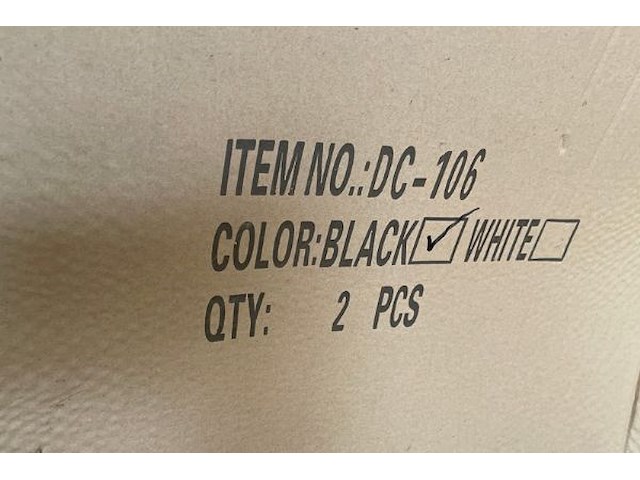 ITEM NO.:DC-106
COLOR:BLACK☑ WHITE☐
QTY: 2 PCS